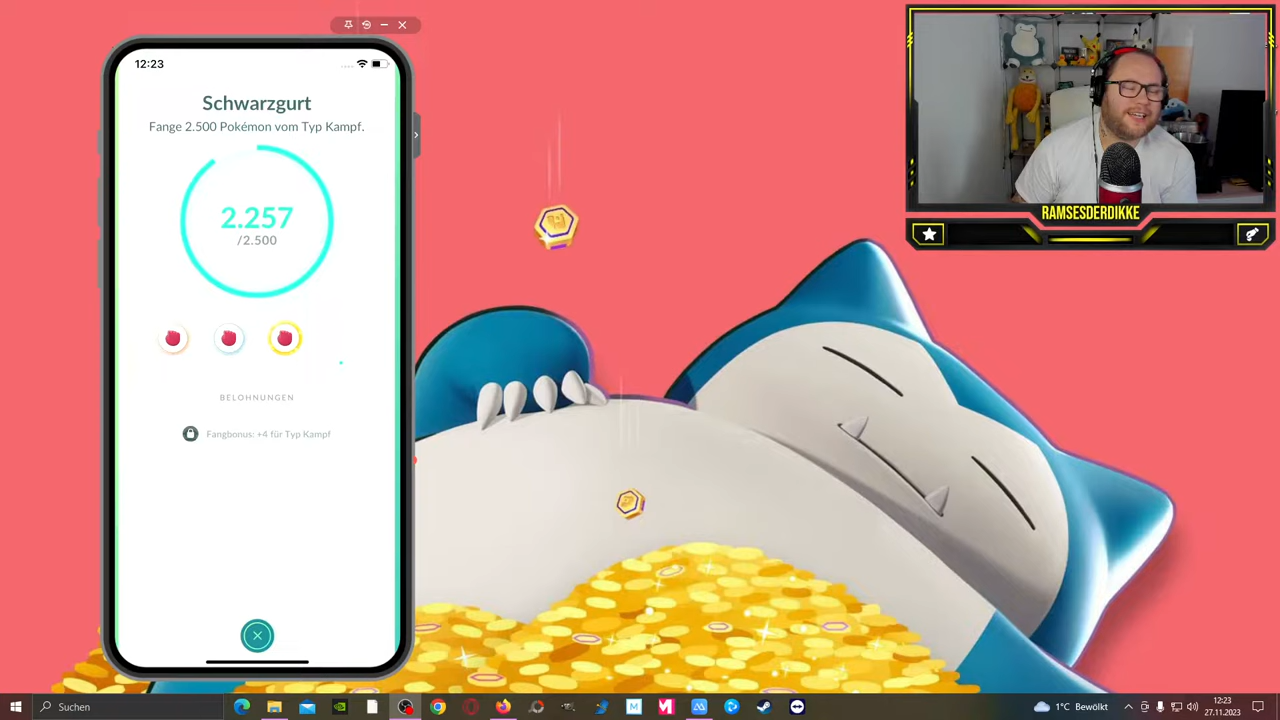 12:23
Schwarzgurt
Fange 2.500 Pokémon vom Typ Kampf.
2.257
/2.500
BELOHNUNGEN
Fangbonus: +4 für Typ Kampf
RAMSESDERDIKKE
Suchen
1°C Bewölkt
12:23
27.11.2023